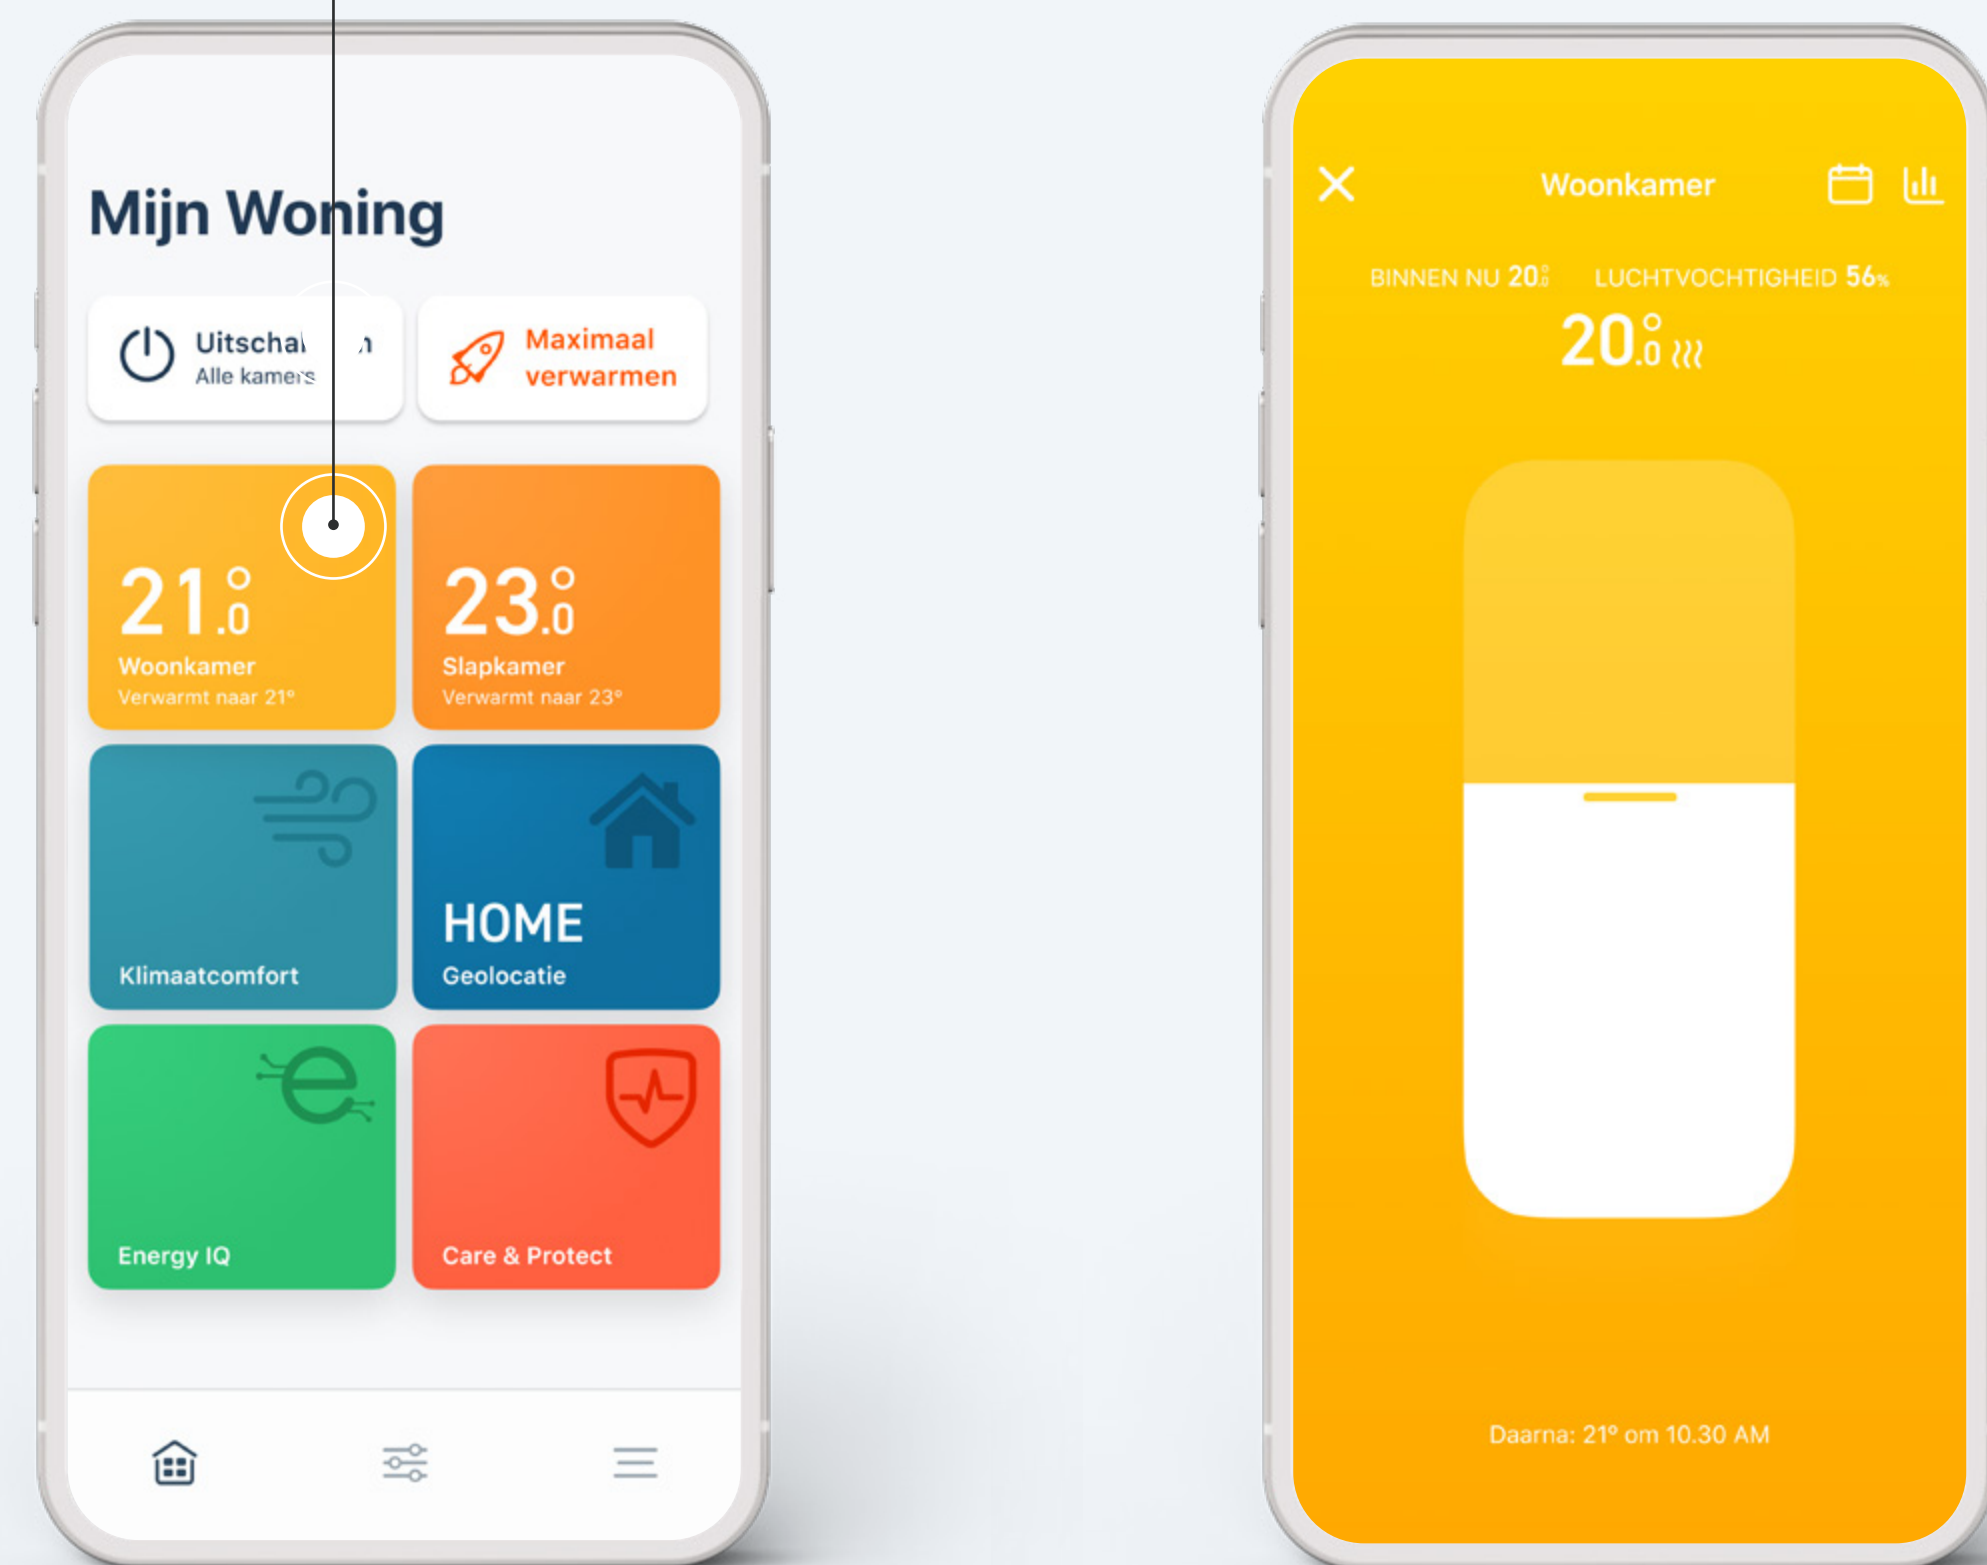 Mijn Woning
Alle kamers
Maximaal
verwarmen
21.0°
Woonkamer
Verwarmt naar 21°
23.0°
Slapkamer
Verwarmt naar 23°
Klimaatcomfort
HOME
Geolocatie
Energy IQ
Care & Protect
Woonkamer
BINNEN NU 20.0° LUCHTVOCHTIGHEID 56%
20.0°
Daarna: 21° om 10.30 AM